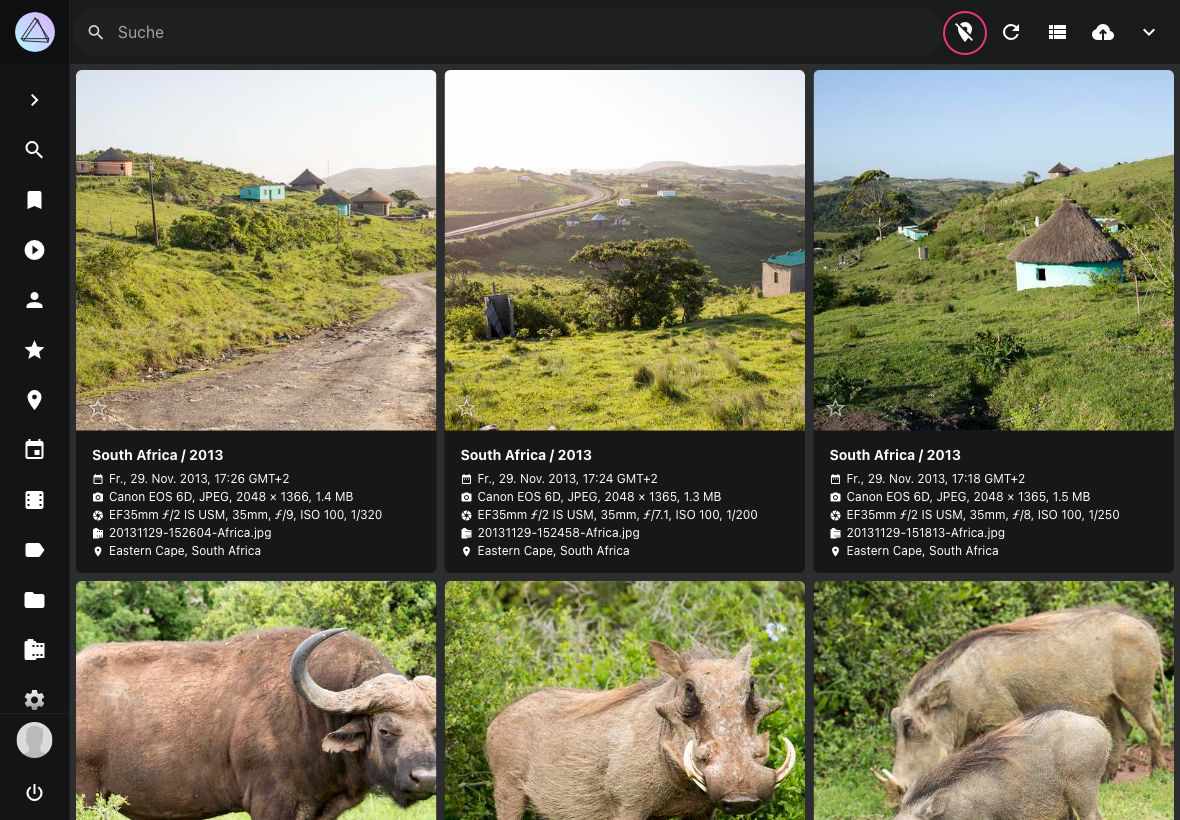 Suche
South Africa / 2013
Fr., 29. Nov. 2013, 17:26 GMT+2
Canon EOS 6D, JPEG, 2048 × 1366, 1.4 MB
EF35mm ƒ/2 IS USM, 35mm, ƒ/9, ISO 100, 1/320
20131129-152604-Africa.jpg
Eastern Cape, South Africa
South Africa / 2013
Fr., 29. Nov. 2013, 17:24 GMT+2
Canon EOS 6D, JPEG, 2048 × 1365, 1.3 MB
EF35mm ƒ/2 IS USM, 35mm, ƒ/7.1, ISO 100, 1/200
20131129-152458-Africa.jpg
Eastern Cape, South Africa
South Africa / 2013
Fr., 29. Nov. 2013, 17:18 GMT+2
Canon EOS 6D, JPEG, 2048 × 1365, 1.5 MB
EF35mm ƒ/2 IS USM, 35mm, ƒ/8, ISO 100, 1/250
20131129-151813-Africa.jpg
Eastern Cape, South Africa